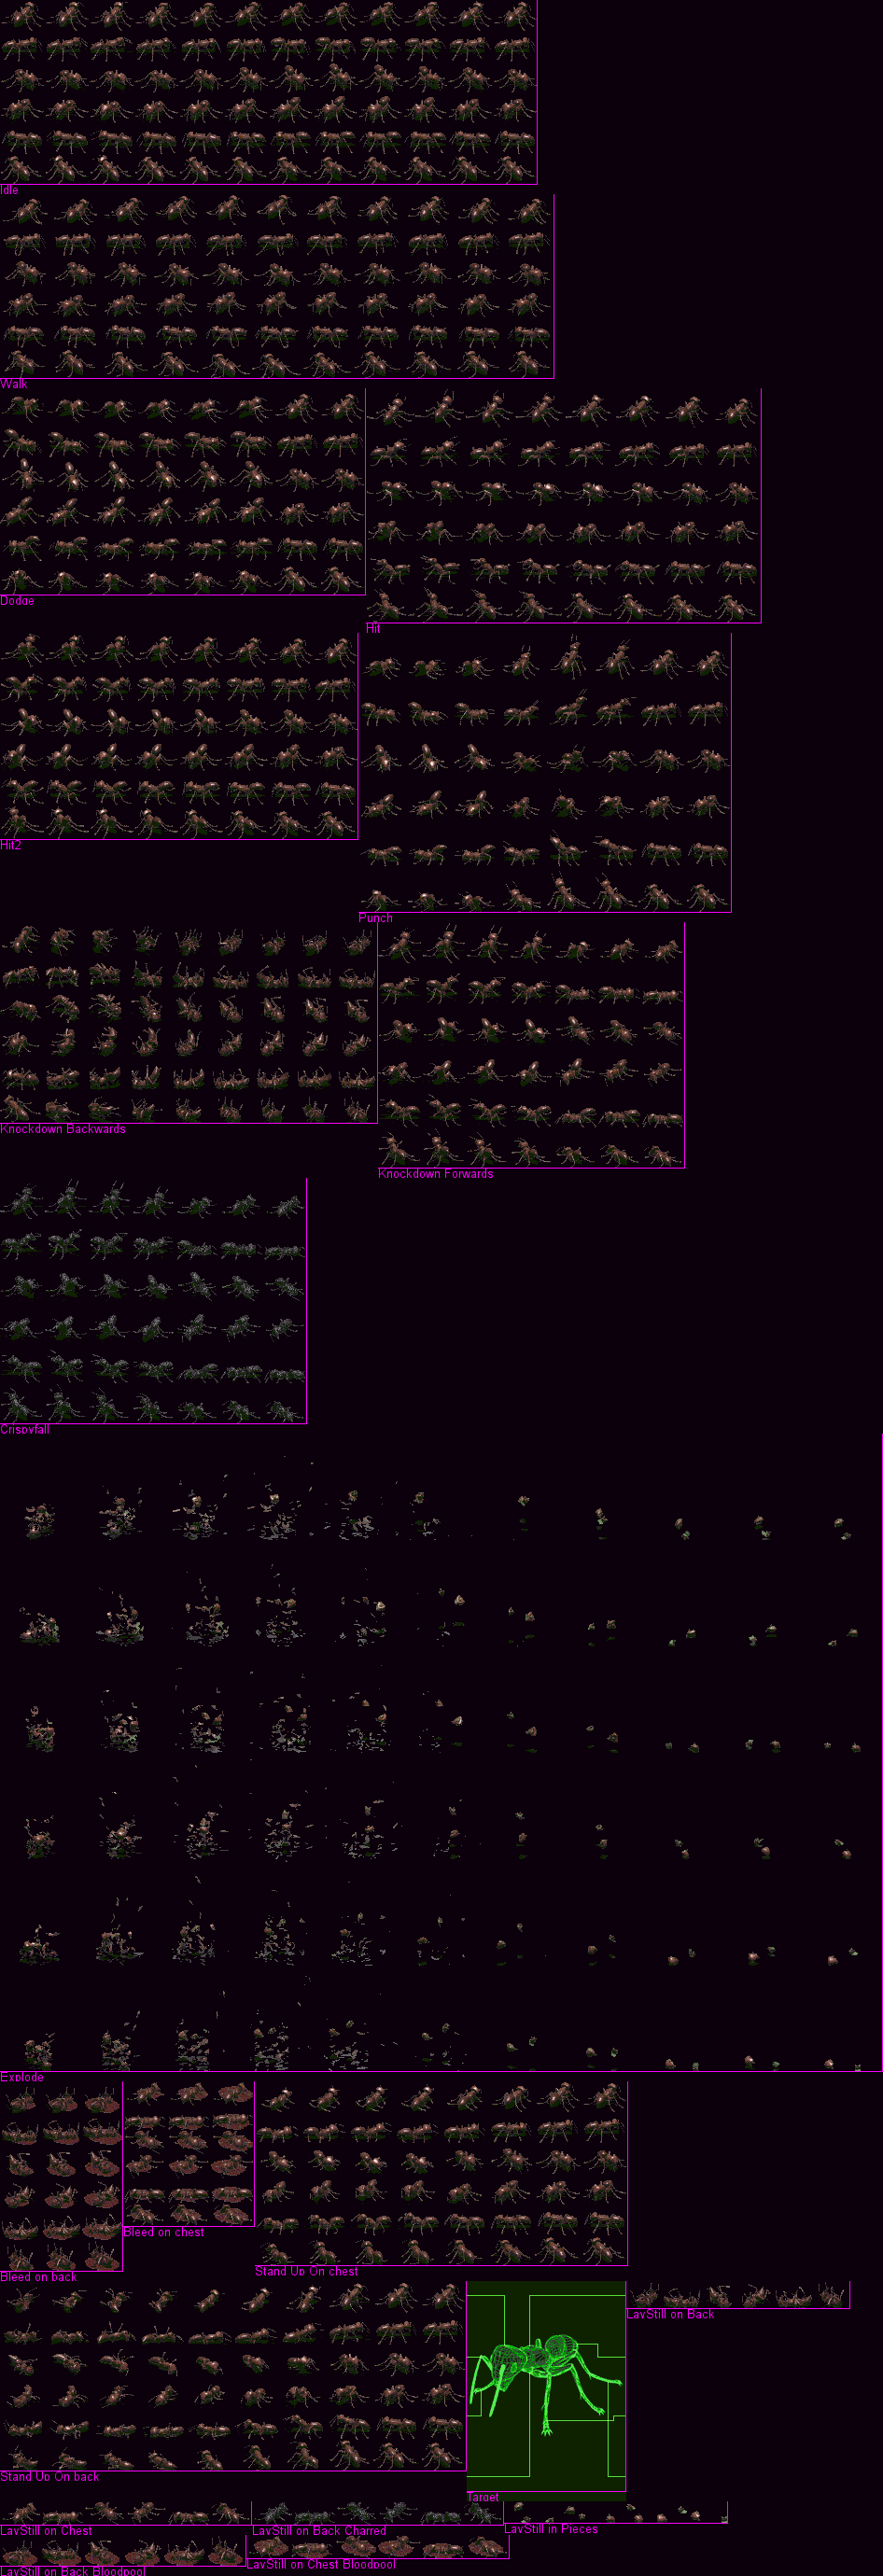 Idle
Walk
Dodge
Hit
Hit2
Punch
Knockdown Backwards
Knockdown Forwards
Crispyfall
Explode
Bleed on chest
Bleed on back
Stand Up On chest
LayStill on Back
Stand Up On back
Target
LayStill on Chest
LayStill on Back Charred
LayStill in Pieces
LayStill on Back Bloodpool
LayStill on Chest Bloodpool